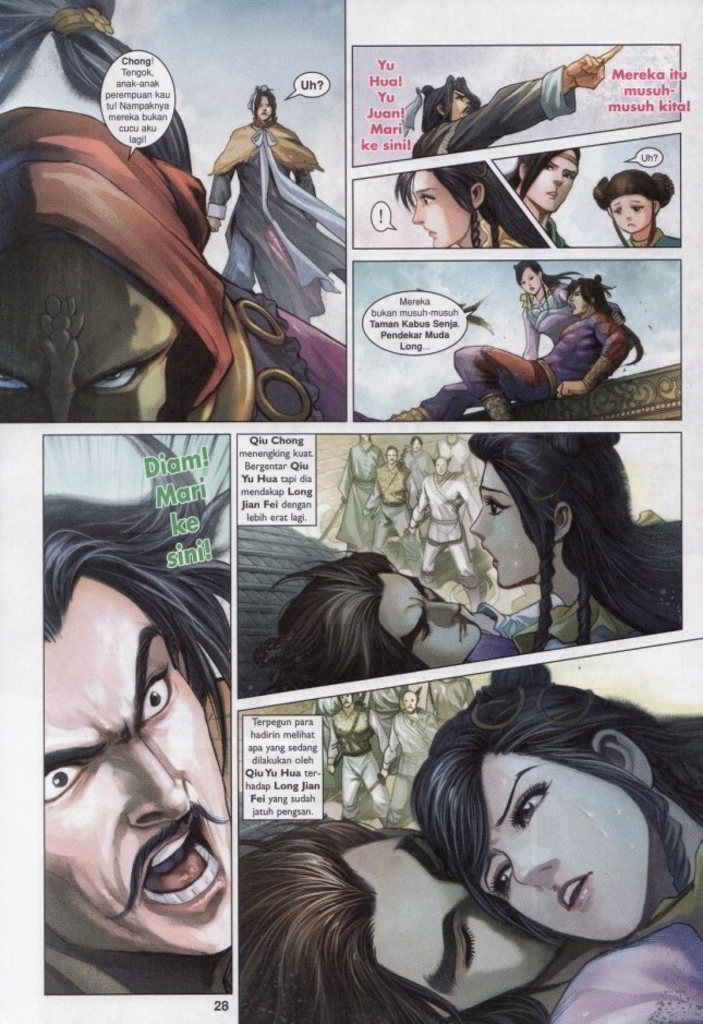 Chong!
Tengok,
anak-anak
perempuan kau
tu! Nampaknya
mereka bukan
cucu aku
lagi!
Uh?
Yu
Hua!
Yu
Juan!
Mari
ke sini!
Mereka itu
musuh-
musuh kita!
!
Uh?
Mereka
bukan musuh-musuh
Taman Kabus Senja.
Pendekar Muda
Long...
Diam!
Mari
ke
sini!
Qiu Chong
menengking kuat.
Bergentar Qiu
Yu Hua tapi dia
mendakap Long
Jian Fei dengan
lebih erat lagi.
Terpegun para
hadirin melihat
apa yang sedang
dilakukan oleh
Qiu Yu Hua ter-
hadap Long Jian
Fei yang sudah
jatuh pengsan.
28